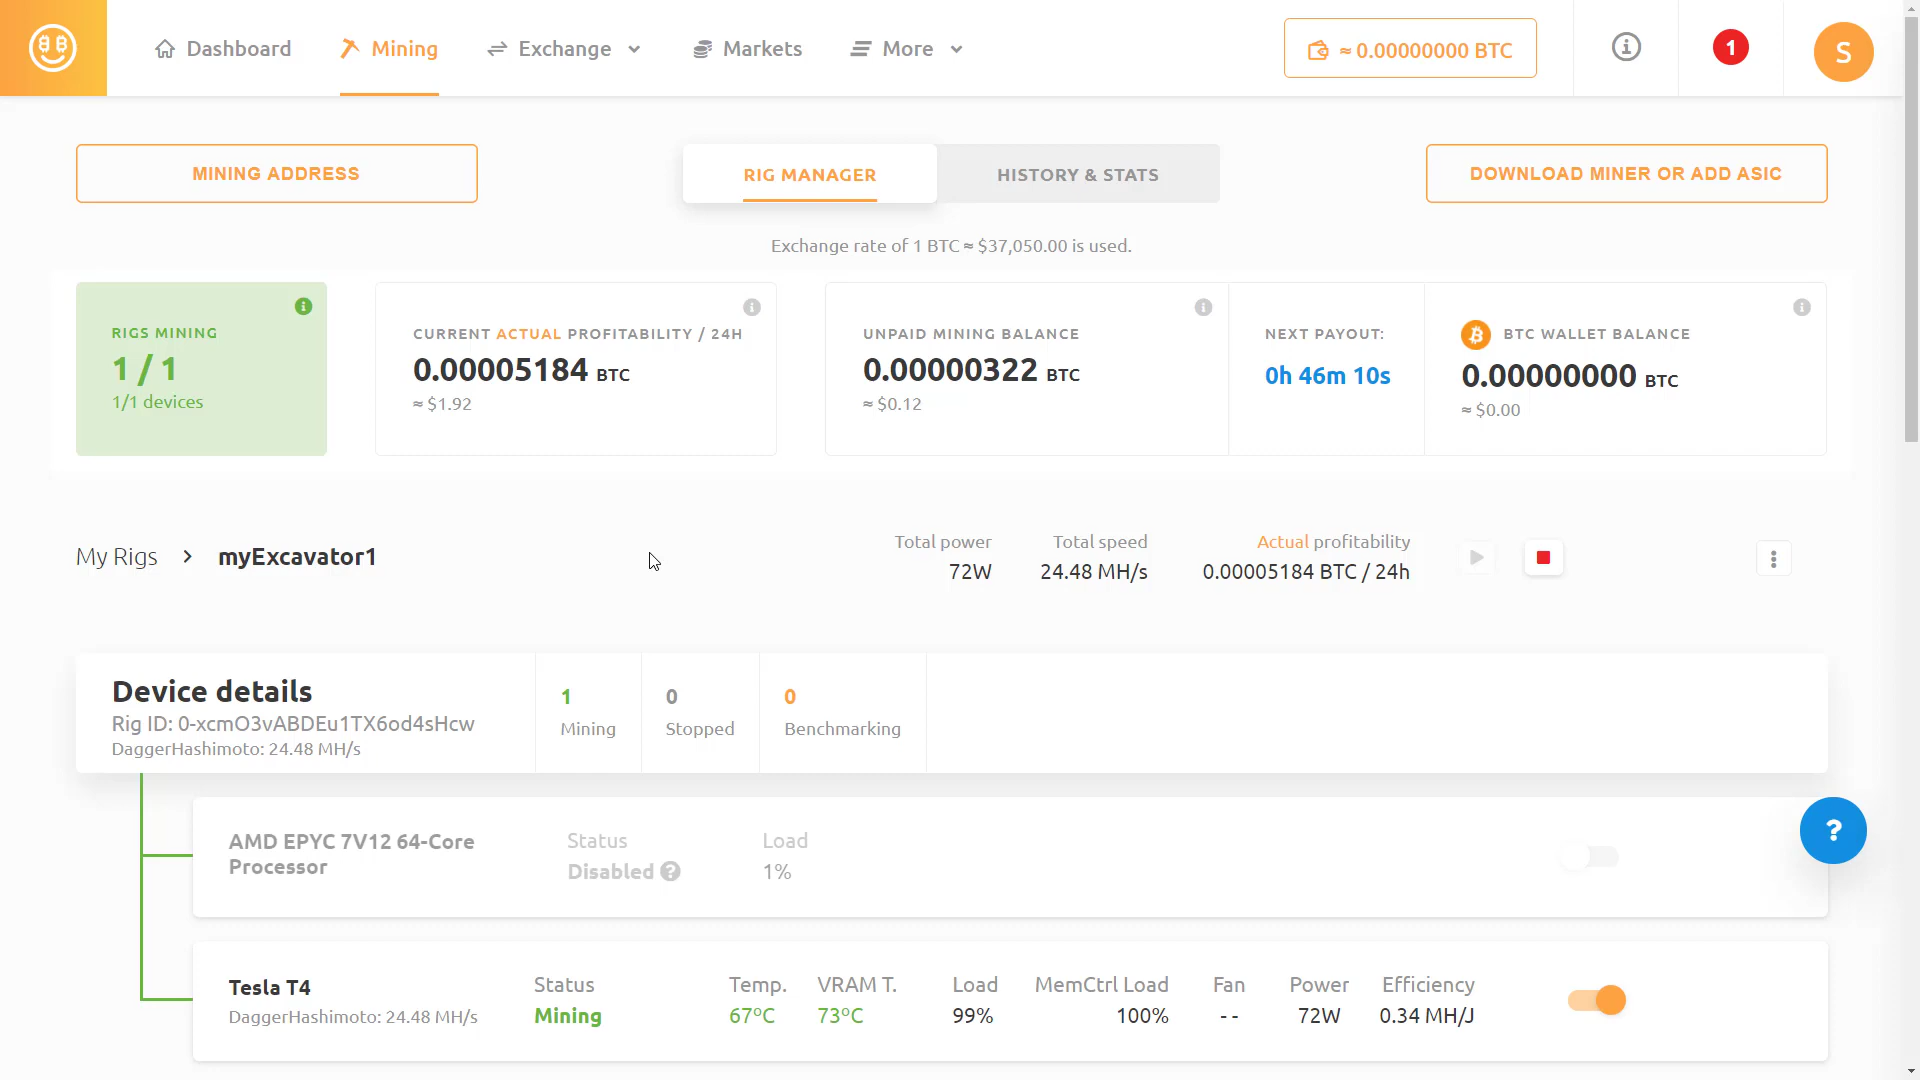 Dashboard
Mining
Exchange
Markets
More
≈ 0.00000000 BTC
1
S
MINING ADDRESS
RIG MANAGER
HISTORY & STATS
DOWNLOAD MINER OR ADD ASIC
Exchange rate of 1 BTC ≈ $37,050.00 is used.
RIGS MINING
1 / 1
1/1 devices
CURRENT ACTUAL PROFITABILITY / 24H
0.00005184 BTC
≈ $1.92
UNPAID MINING BALANCE
0.00000322 BTC
≈ $0.12
NEXT PAYOUT:
0h 46m 10s
BTC WALLET BALANCE
0.00000000 BTC
≈ $0.00
My Rigs > myExcavator1
Total power
72W
Total speed
24.48 MH/s
Actual profitability
0.00005184 BTC / 24h
Device details
Rig ID: 0-xcmO3vABDEu1TX6od4sHcw
DaggerHashimoto: 24.48 MH/s
1
Mining
0
Stopped
0
Benchmarking
AMD EPYC 7V12 64-Core
Processor
Status
Disabled ?
Load
1%
?
Tesla T4
DaggerHashimoto: 24.48 MH/s
Status
Mining
Temp.
67ºC
VRAM T.
73ºC
Load
99%
MemCtrl Load
100%
Fan
- -
Power
72W
Efficiency
0.34 MH/J